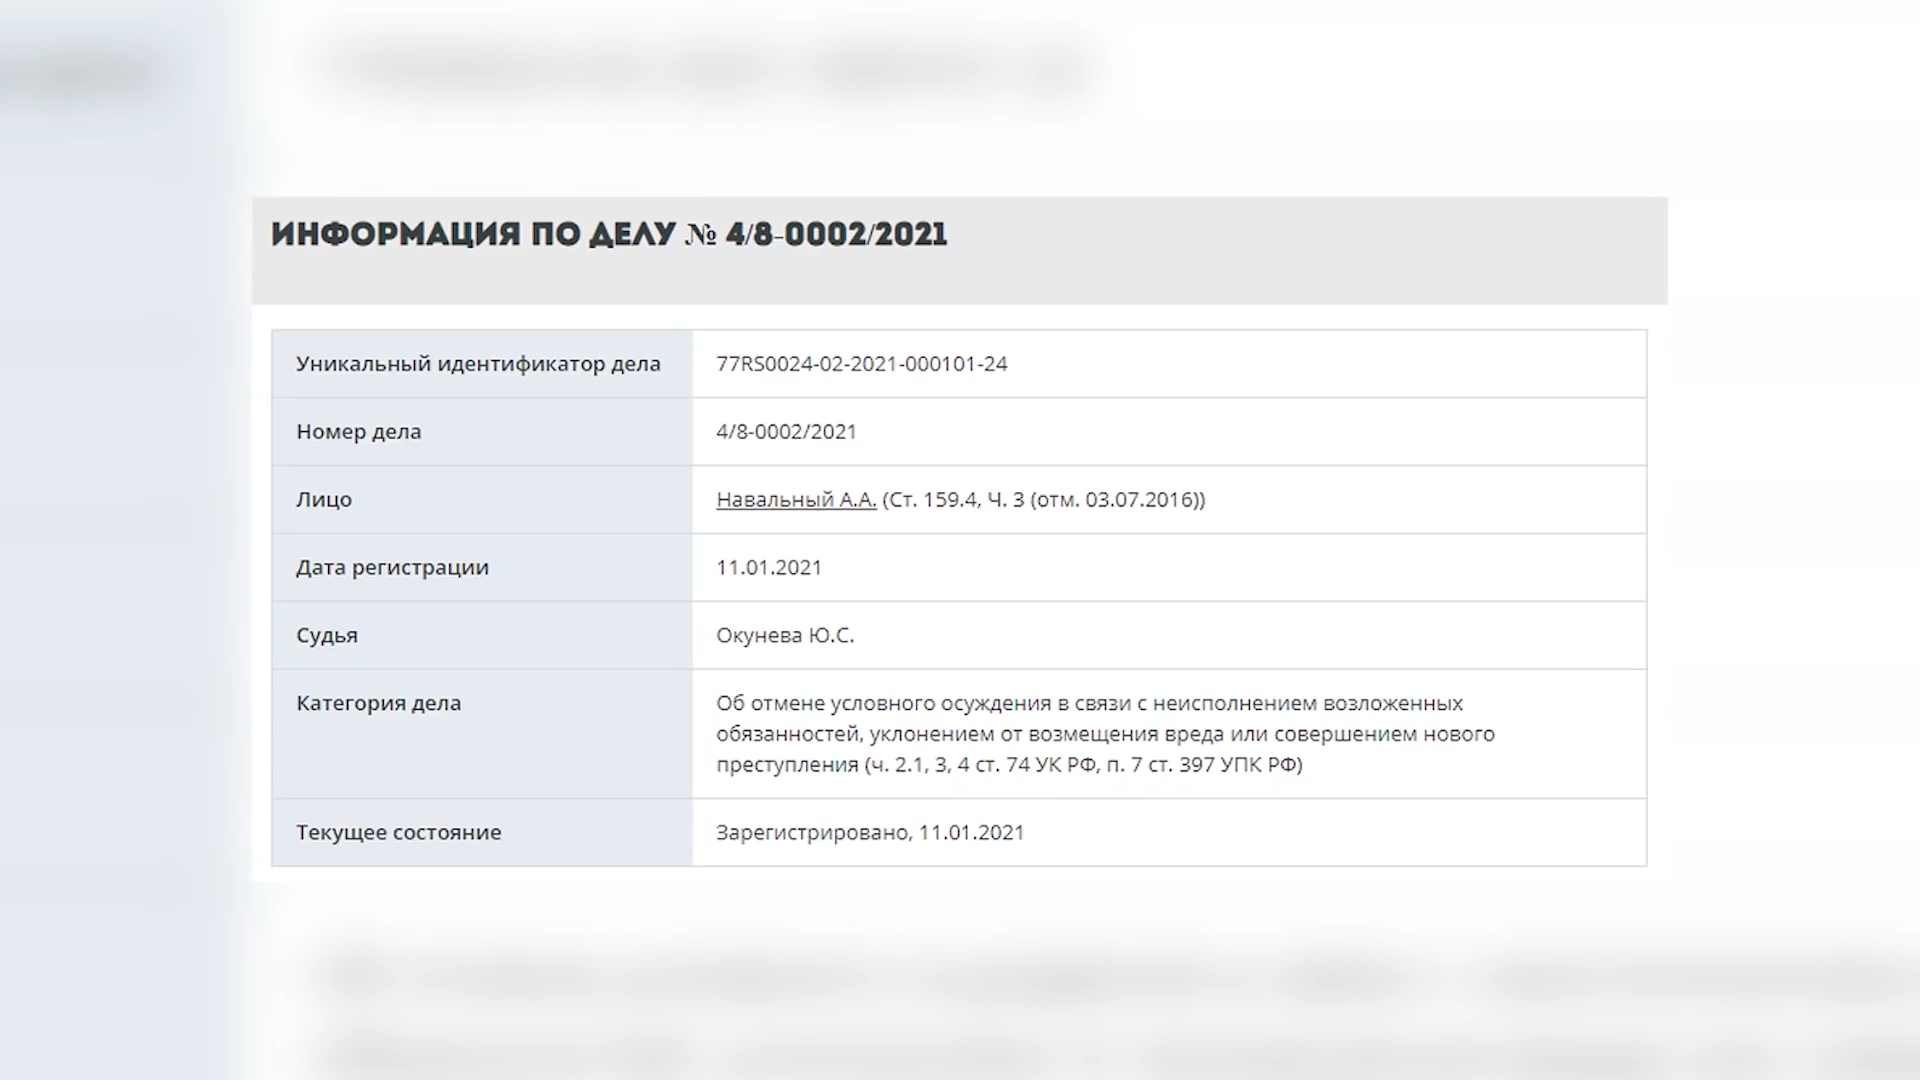 ИНФОРМАЦИЯ ПО ДЕЛУ № 4/8-0002/2021
Уникальный идентификатор дела 77RS0024-02-2021-000101-24
Номер дела 4/8-0002/2021
Лицо Навальный А.А. (Ст. 159.4, Ч. 3 (отм. 03.07.2016))
Дата регистрации 11.01.2021
Судья Окунева Ю.С.
Категория дела Об отмене условного осуждения в связи с неисполнением возложенных
обязанностей, уклонением от возмещения вреда или совершением нового
преступления (ч. 2.1, 3, 4 ст. 74 УК РФ, п. 7 ст. 397 УПК РФ)
Текущее состояние Зарегистрировано, 11.01.2021